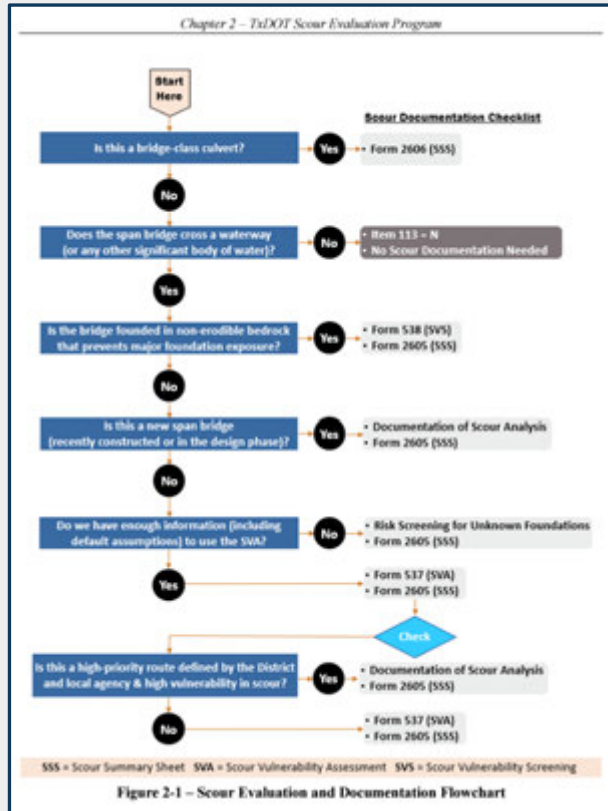 Chapter 2 – TxDOT Scour Evaluation Program
Start
Here
Scour Documentation Checklist
Is this a bridge-class culvert?
Yes
• Form 2606 (SSS)
No
Does the span bridge cross a waterway
(or any other significant body of water)?
No
• Item 113 = N
• No Scour Documentation Needed
Yes
Is the bridge founded in non-erodible bedrock
that prevents major foundation exposure?
Yes
• Form 538 (SVS)
• Form 2605 (SSS)
No
Is this a new span bridge
(recently constructed or in the design phase)?
Yes
• Documentation of Scour Analysis
• Form 2605 (SSS)
No
Do we have enough information (including
default assumptions) to use the SVA?
No
• Risk Screening for Unknown Foundations
• Form 2605 (SSS)
Yes
• Form 537 (SVA)
• Form 2605 (SSS)
Check
Is this a high-priority route defined by the District
and local agency & high vulnerability in scour?
Yes
• Documentation of Scour Analysis
• Form 2605 (SSS)
No
• Form 537 (SVA)
• Form 2605 (SSS)
SSS = Scour Summary Sheet SVA = Scour Vulnerability Assessment SVS = Scour Vulnerability Screening
Figure 2-1 – Scour Evaluation and Documentation Flowchart